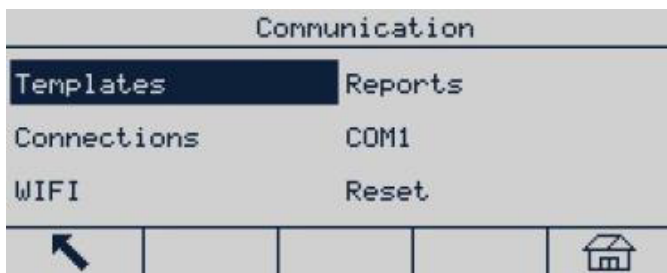 Communication
Templates Reports
Connections COM1
WIFI Reset